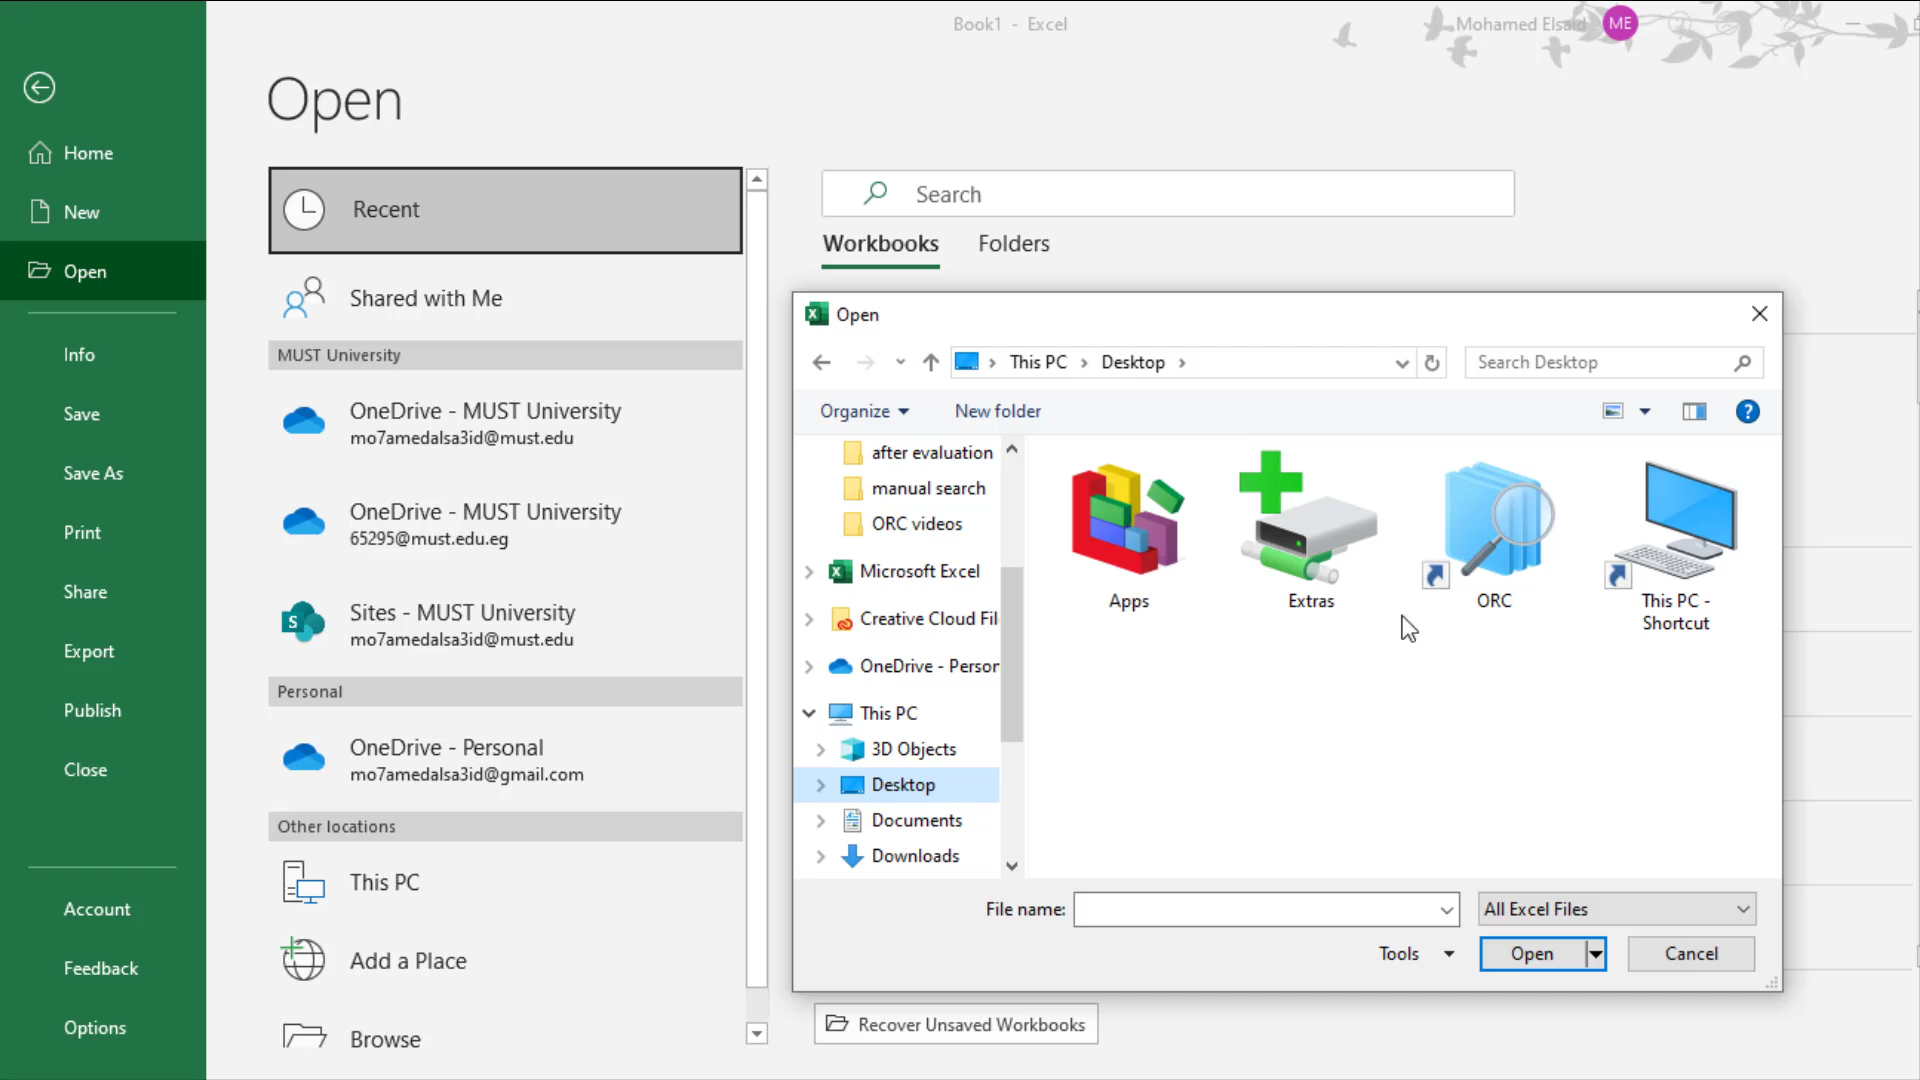 Book1 - Excel
Mohamed Elsaid
ME
Home
New
Open
Info
Save
Save As
Print
Share
Export
Publish
Close
Account
Feedback
Options
Open
Recent
Shared with Me
MUST University
OneDrive - MUST University
mo7amedalsa3id@must.edu
OneDrive - MUST University
65295@must.edu.eg
Sites - MUST University
mo7amedalsa3id@must.edu
Personal
OneDrive - Personal
mo7amedalsa3id@gmail.com
Other locations
This PC
Add a Place
Browse
Search
Workbooks Folders
Open
This PC Desktop
Search Desktop
Organize New folder
after evaluation
manual search
ORC videos
Microsoft Excel
Creative Cloud Fil
OneDrive - Person
This PC
3D Objects
Desktop
Documents
Downloads
Apps
Extras
ORC
This PC -
Shortcut
File name:
All Excel Files
Tools
Open
Cancel
Recover Unsaved Workbooks